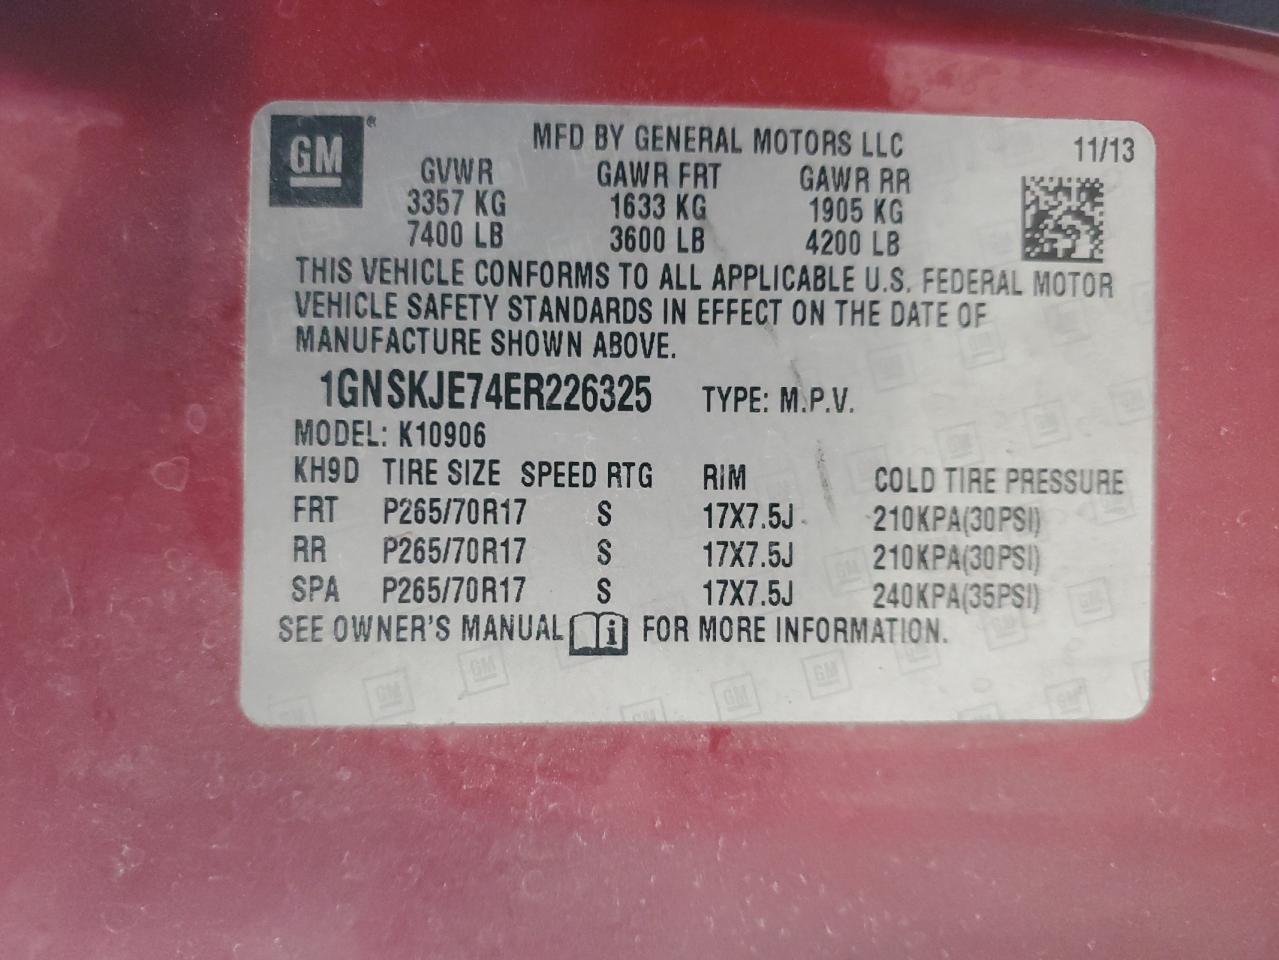 GM® MFD BY GENERAL MOTORS LLC 11/13
GVWR GAWR FRT GAWR RR
3357 KG 1633 KG 1905 KG
7400 LB 3600 LB 4200 LB
THIS VEHICLE CONFORMS TO ALL APPLICABLE U.S. FEDERAL MOTOR
VEHICLE SAFETY STANDARDS IN EFFECT ON THE DATE OF
MANUFACTURE SHOWN ABOVE.
1GNSKJE74ER226325 TYPE: M.P.V.
MODEL: K10906
KH9D TIRE SIZE SPEED RTG RIM COLD TIRE PRESSURE
FRT P265/70R17 S 17X7.5J 210KPA(30PSI)
RR P265/70R17 S 17X7.5J 210KPA(30PSI)
SPA P265/70R17 S 17X7.5J 240KPA(35PSI)
SEE OWNER'S MANUAL i FOR MORE INFORMATION.